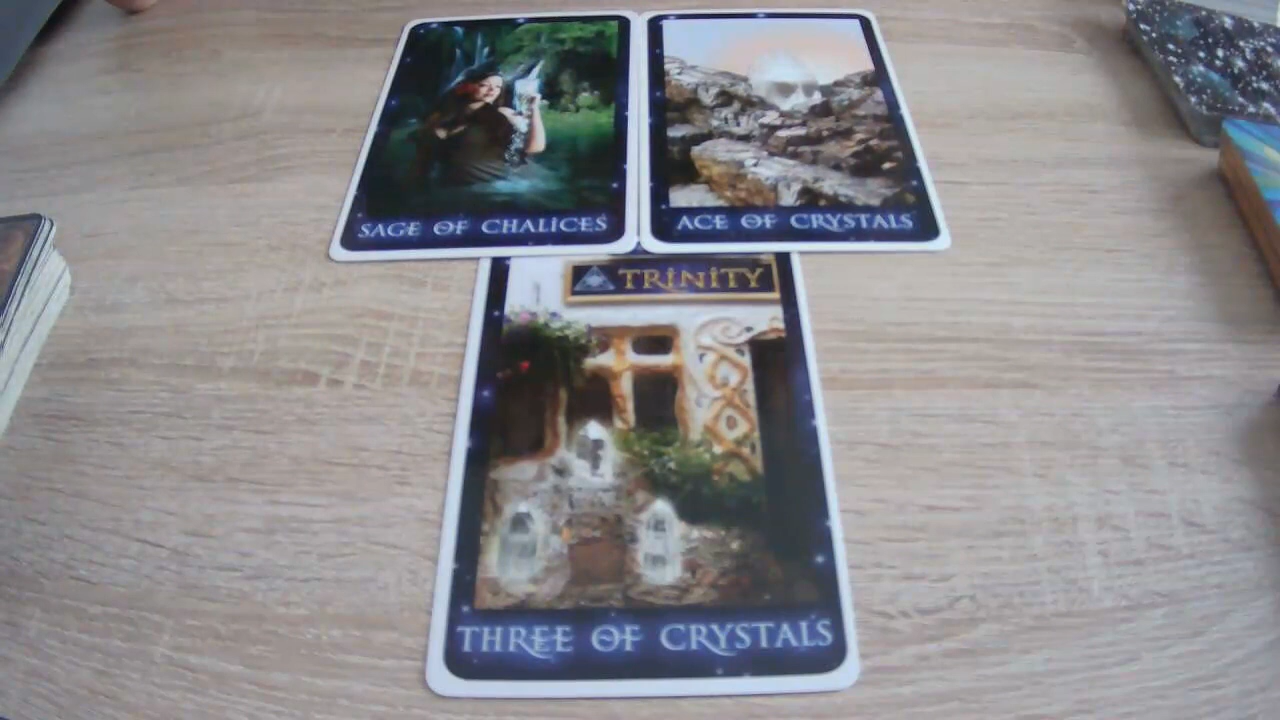 SAGE OF CHALICES
ACE OF CRYSTALS
TRINITY
THREE OF CRYSTALS